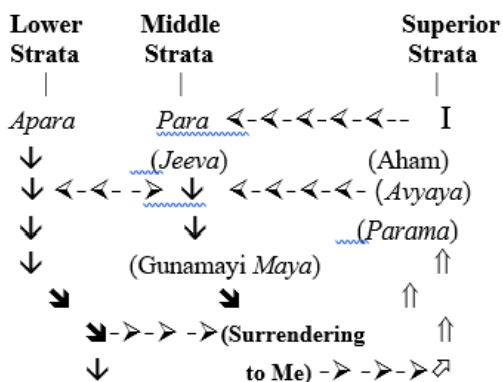 Lower Middle Superior
Strata Strata Strata
Apara Para I
(Jeeva) (Aham)
(Avyaya)
(Parama)
(Gunamayi Maya)
(Surrendering
to Me)